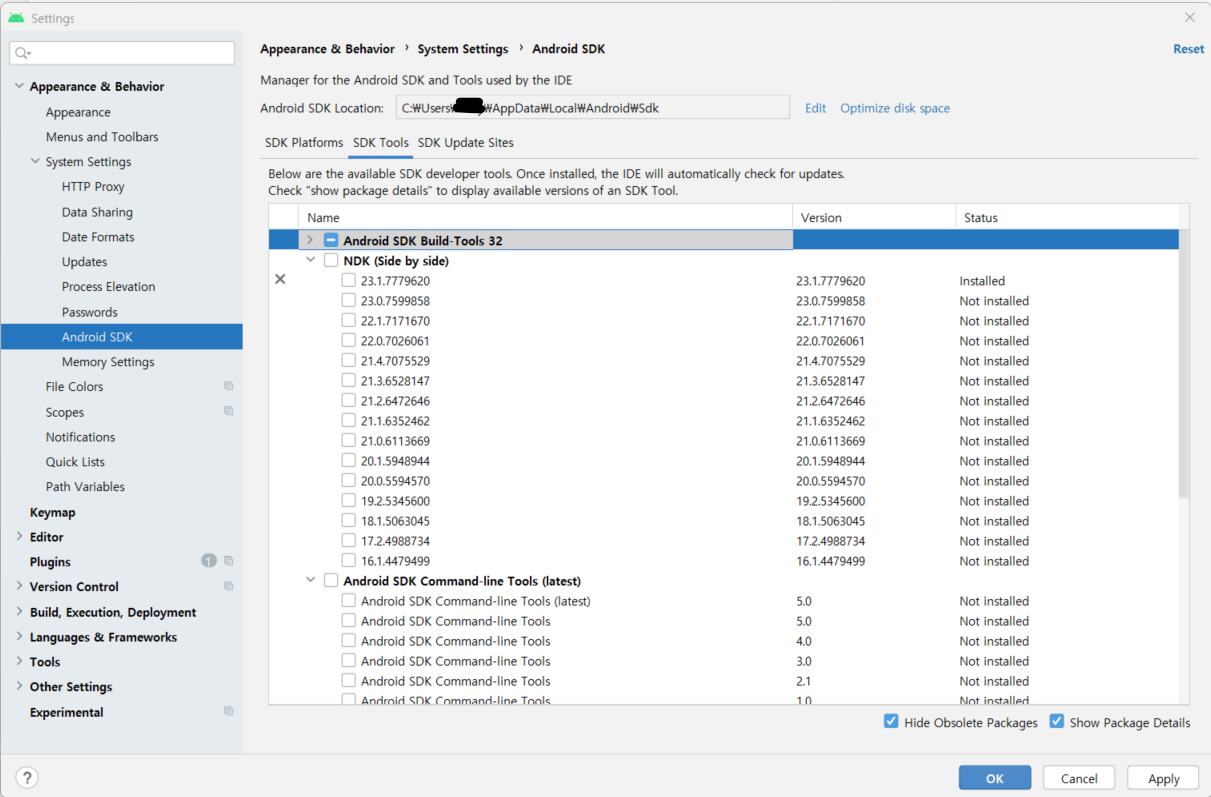 Settings
Appearance & Behavior › System Settings › Android SDK
Reset
Manager for the Android SDK and Tools used by the IDE
Android SDK Location: C:₩Users₩ ₩AppData₩Local₩Android₩Sdk Edit Optimize disk space
SDK Platforms SDK Tools SDK Update Sites
Below are the available SDK developer tools. Once installed, the IDE will automatically check for updates.
Check "show package details" to display available versions of an SDK Tool.
Appearance & Behavior
Appearance
Menus and Toolbars
System Settings
HTTP Proxy
Data Sharing
Date Formats
Updates
Process Elevation
Passwords
Android SDK
Memory Settings
File Colors
Scopes
Notifications
Quick Lists
Path Variables
Keymap
Editor
Plugins 1
Version Control
Build, Execution, Deployment
Languages & Frameworks
Tools
Other Settings
Experimental
Name Version Status
Android SDK Build-Tools 32
NDK (Side by side)
23.1.7779620 23.1.7779620 Installed
23.0.7599858 23.0.7599858 Not installed
22.1.7171670 22.1.7171670 Not installed
22.0.7026061 22.0.7026061 Not installed
21.4.7075529 21.4.7075529 Not installed
21.3.6528147 21.3.6528147 Not installed
21.2.6472646 21.2.6472646 Not installed
21.1.6352462 21.1.6352462 Not installed
21.0.6113669 21.0.6113669 Not installed
20.1.5948944 20.1.5948944 Not installed
20.0.5594570 20.0.5594570 Not installed
19.2.5345600 19.2.5345600 Not installed
18.1.5063045 18.1.5063045 Not installed
17.2.4988734 17.2.4988734 Not installed
16.1.4479499 16.1.4479499 Not installed
Android SDK Command-line Tools (latest)
Android SDK Command-line Tools (latest) 5.0 Not installed
Android SDK Command-line Tools 5.0 Not installed
Android SDK Command-line Tools 4.0 Not installed
Android SDK Command-line Tools 3.0 Not installed
Android SDK Command-line Tools 2.1 Not installed
Android SDK Command-line Tools 1.0 Not installed
Hide Obsolete Packages Show Package Details
? OK Cancel Apply